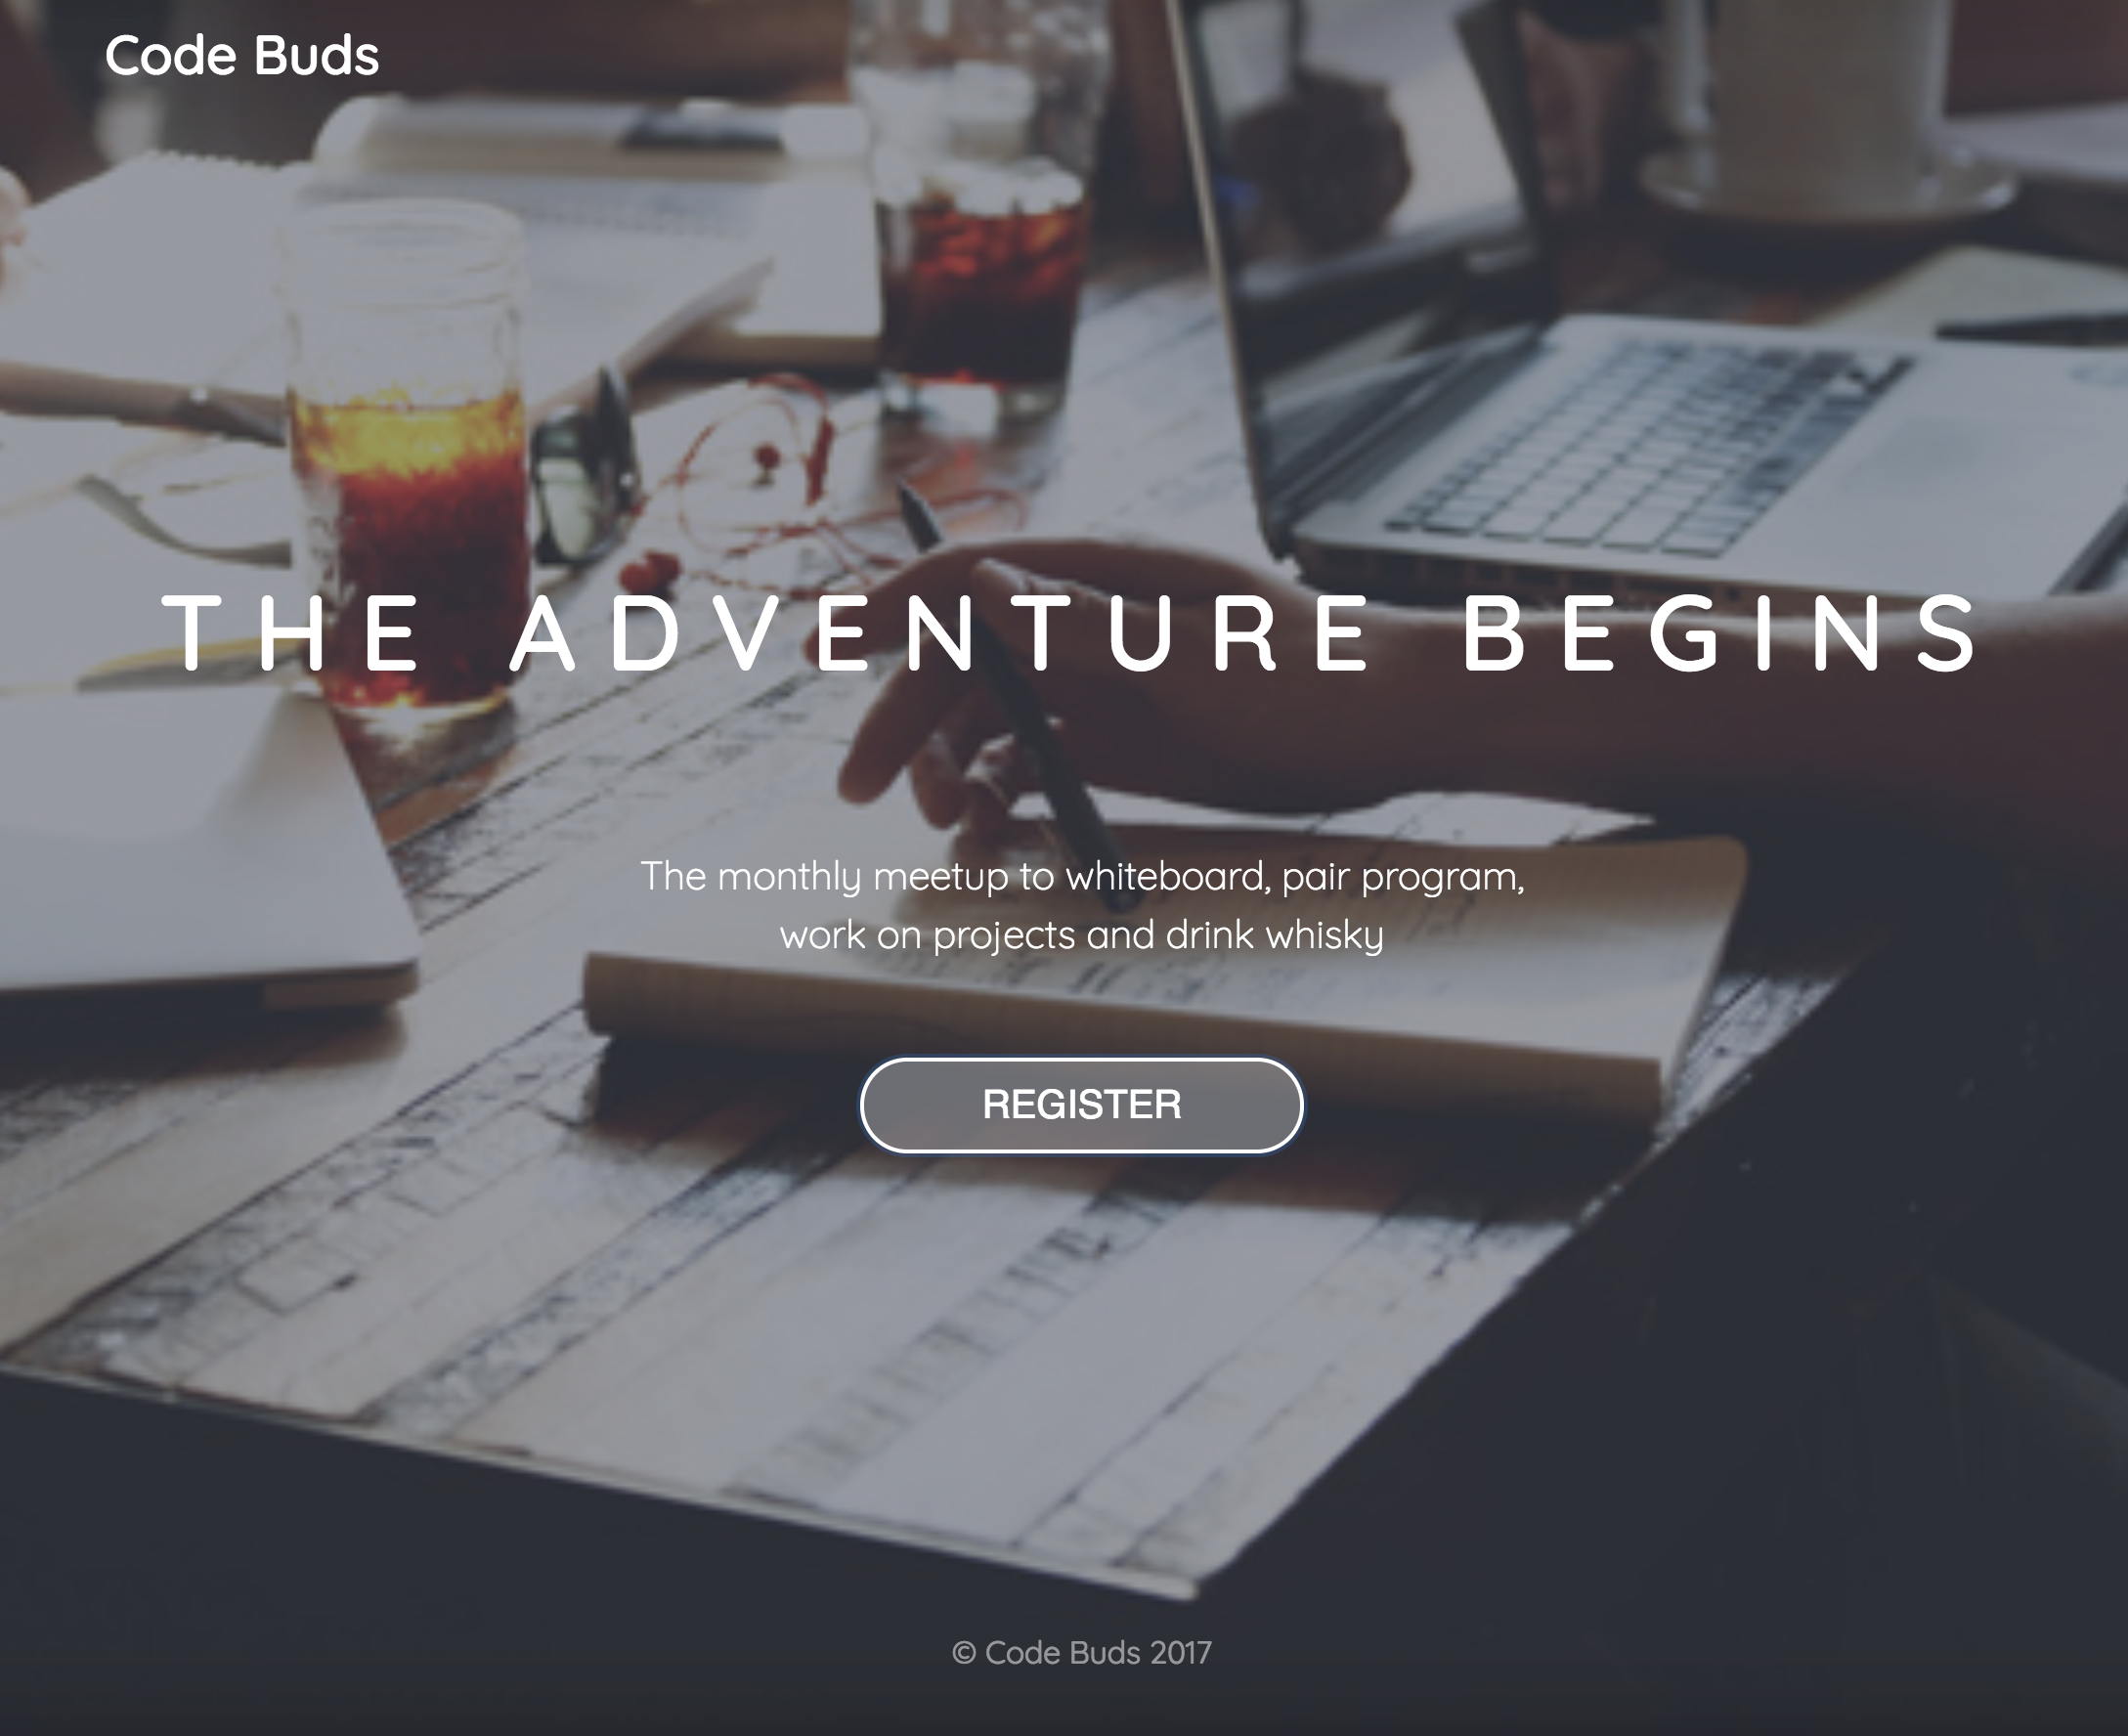 Code Buds
THE ADVENTURE BEGINS
The monthly meetup to whiteboard, pair program,
work on projects and drink whisky
REGISTER
© Code Buds 2017